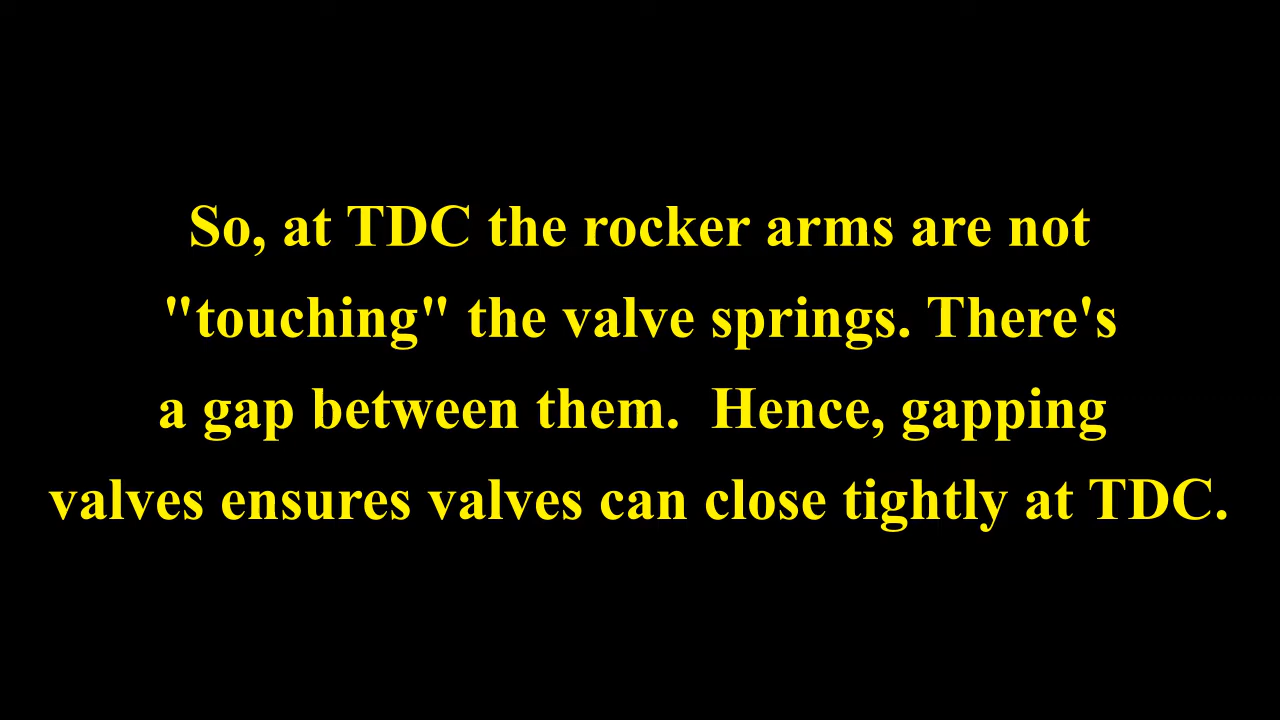 So, at TDC the rocker arms are not
"touching" the valve springs. There's
a gap between them.  Hence, gapping
valves ensures valves can close tightly at TDC.